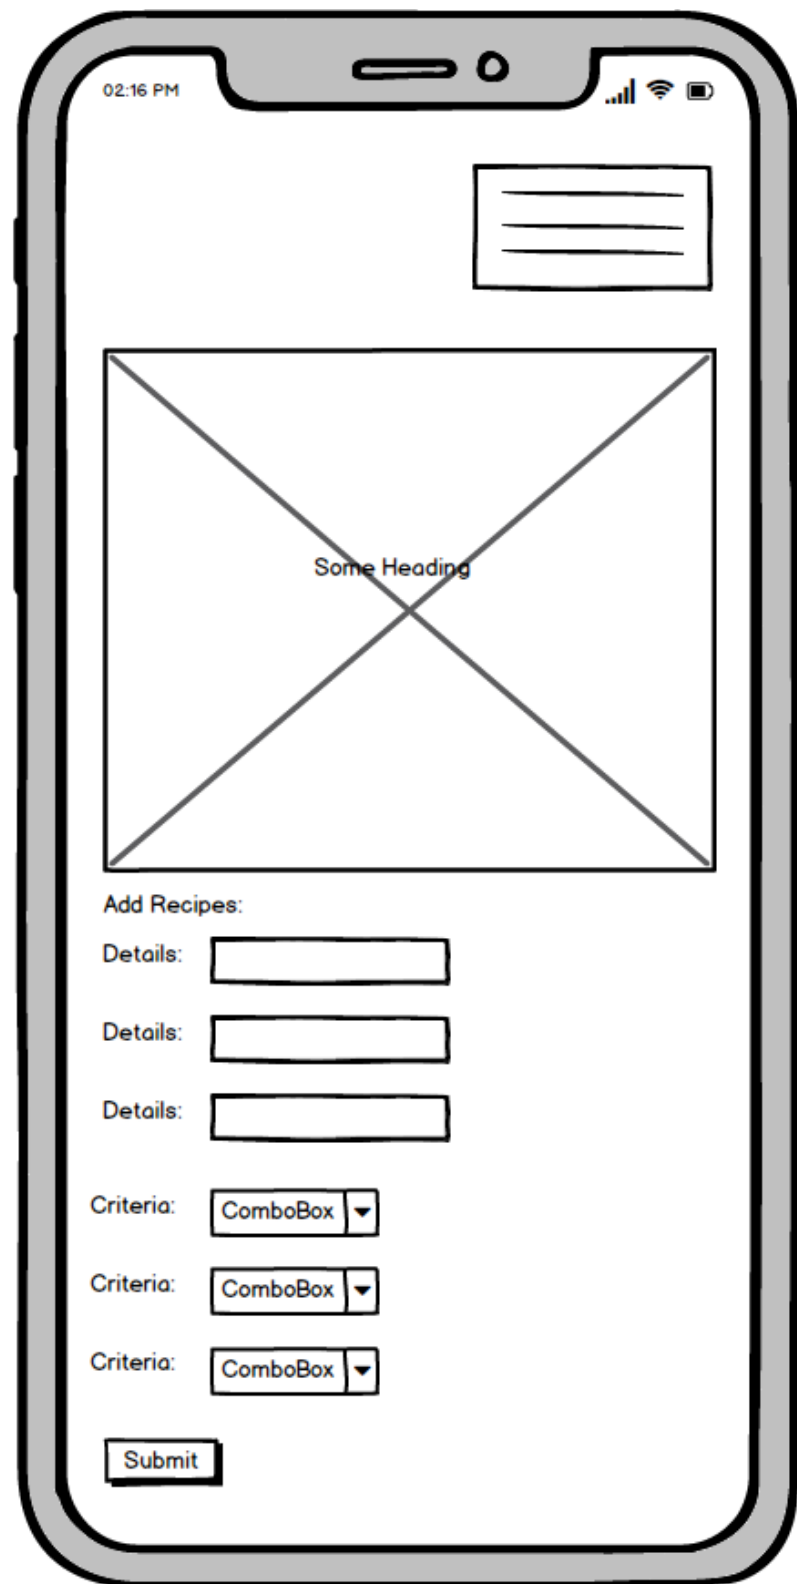 02:16 PM
Some Heading
Add Recipes:
Details:
Details:
Details:
Criteria: ComboBox
Criteria: ComboBox
Criteria: ComboBox
Submit